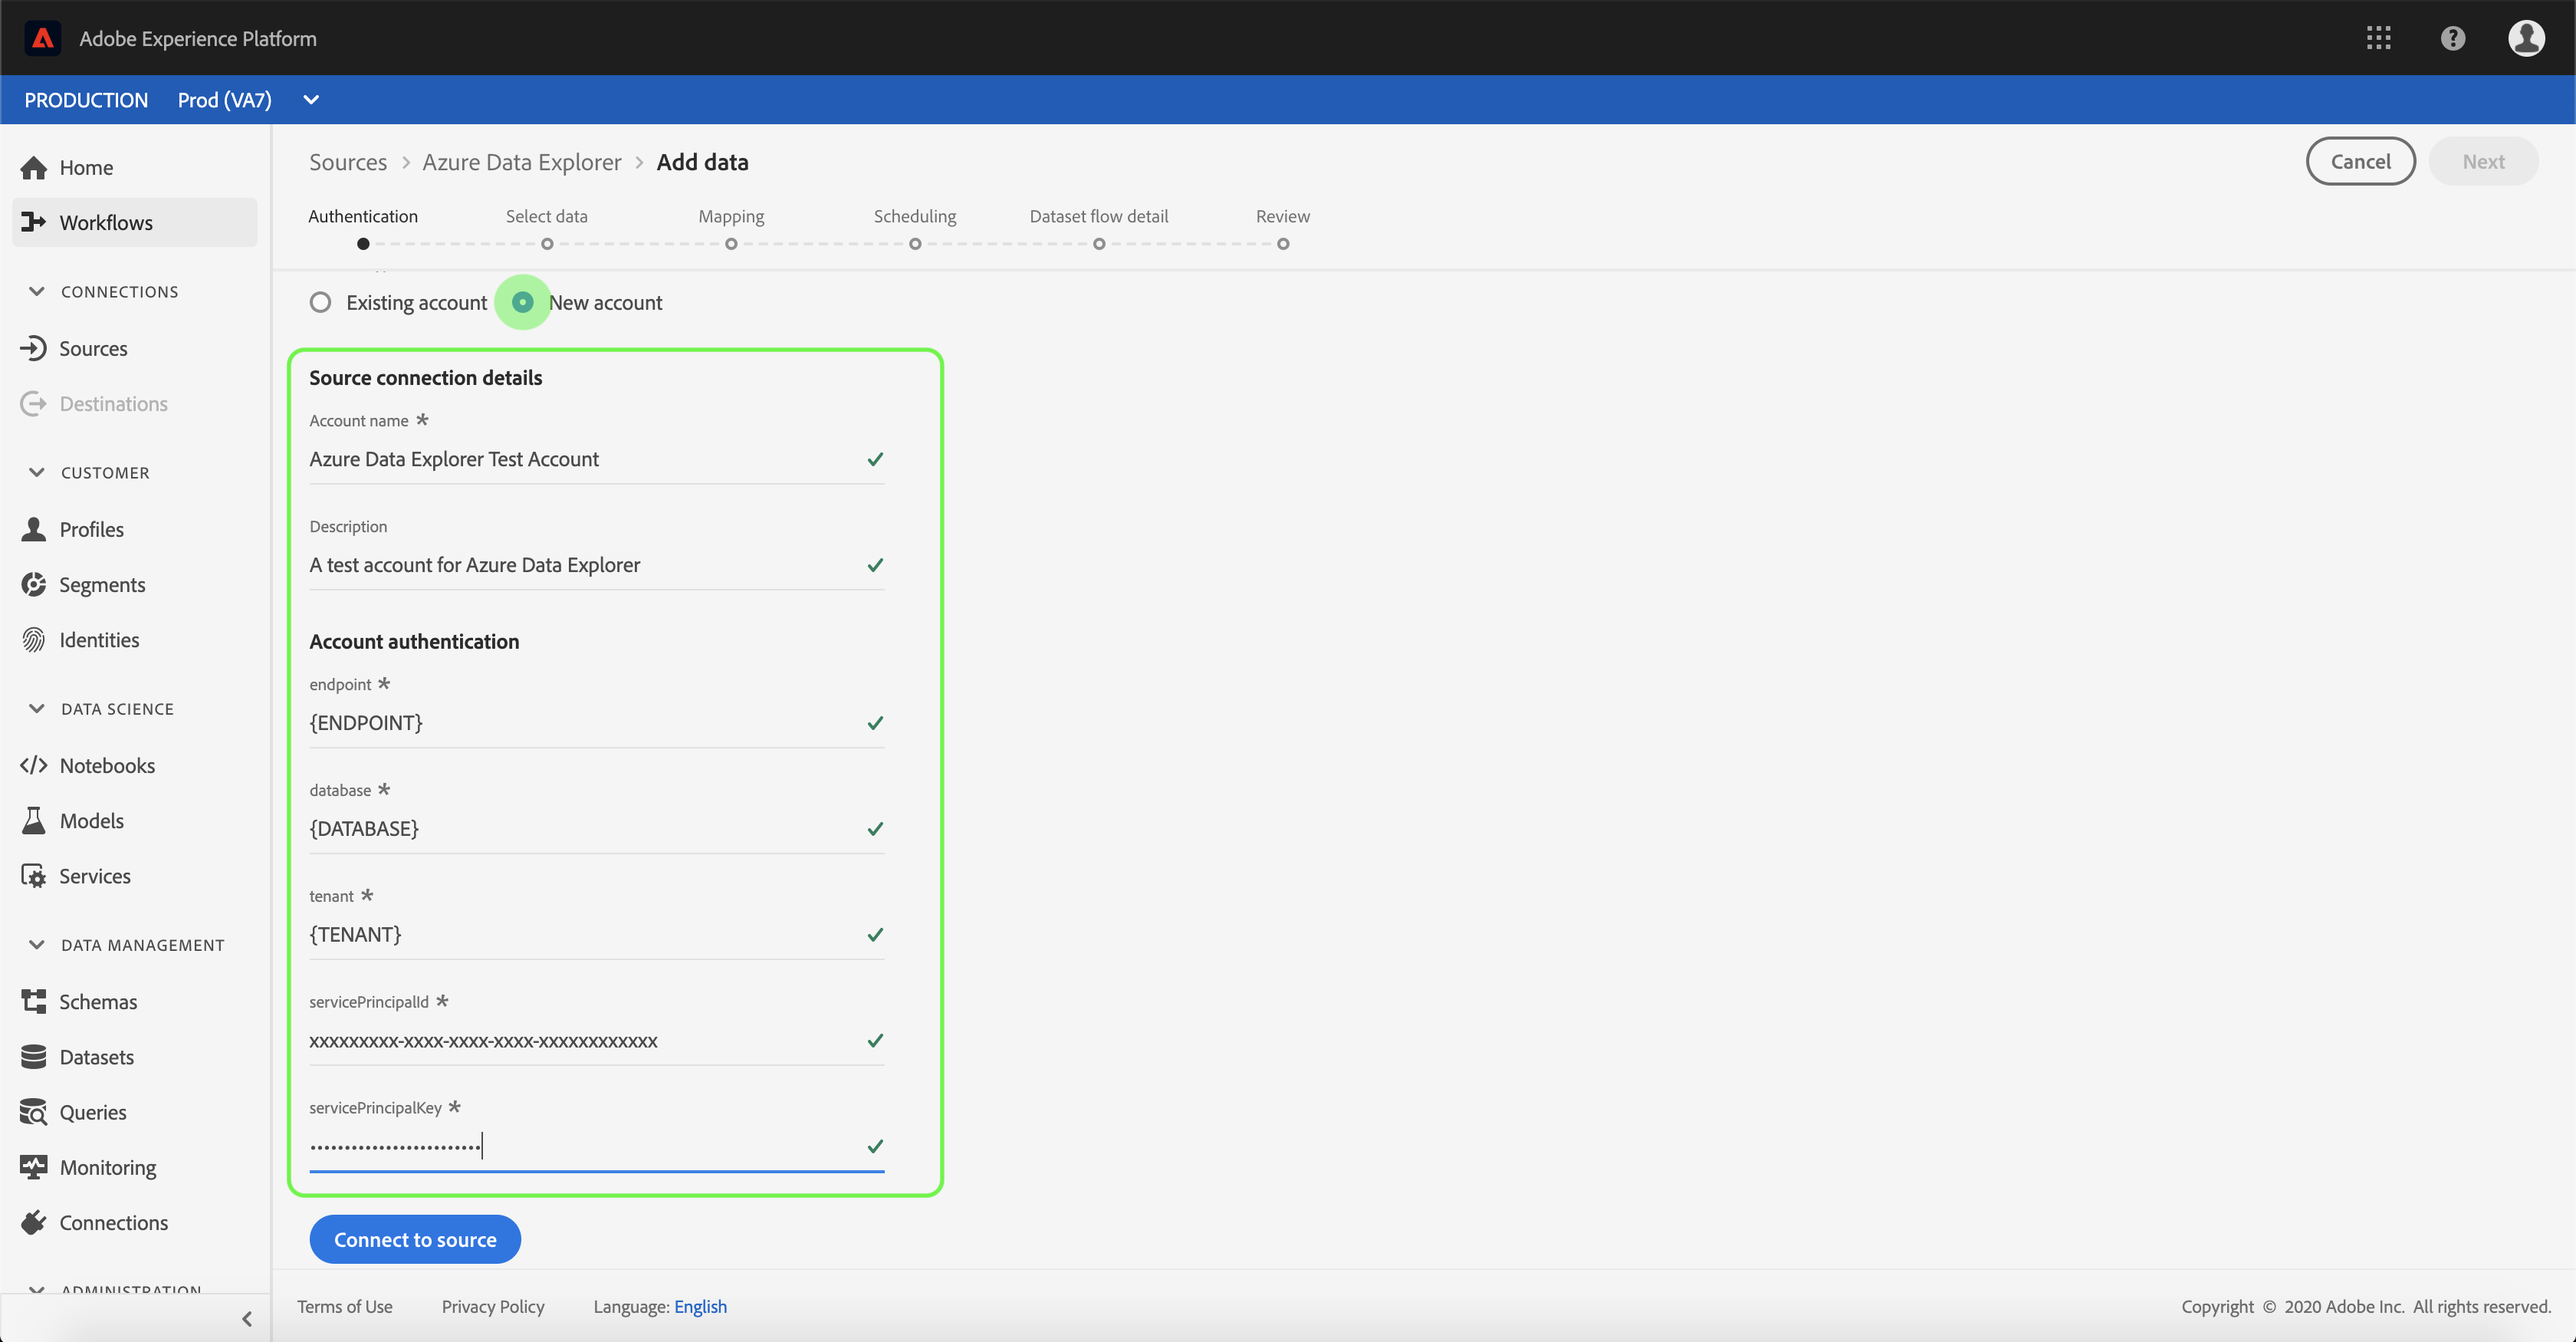 Adobe Experience Platform
PRODUCTION Prod (VA7)
Home
Workflows
CONNECTIONS
Sources
Destinations
CUSTOMER
Profiles
Segments
Identities
DATA SCIENCE
Notebooks
Models
Services
DATA MANAGEMENT
Schemas
Datasets
Queries
Monitoring
Connections
ADMINISTRATION
Sources > Azure Data Explorer > Add data
Cancel Next
Authentication Select data Mapping Scheduling Dataset flow detail Review
Existing account New account
Source connection details
Account name *
Azure Data Explorer Test Account
Description
A test account for Azure Data Explorer
Account authentication
endpoint *
{ENDPOINT}
database *
{DATABASE}
tenant *
{TENANT}
servicePrincipalId *
xxxxxxxxx-xxxx-xxxx-xxxx-xxxxxxxxxxxx
servicePrincipalKey *
•••••••••••••••••••••••••
Connect to source
Terms of Use Privacy Policy Language: English
Copyright © 2020 Adobe Inc. All rights reserved.